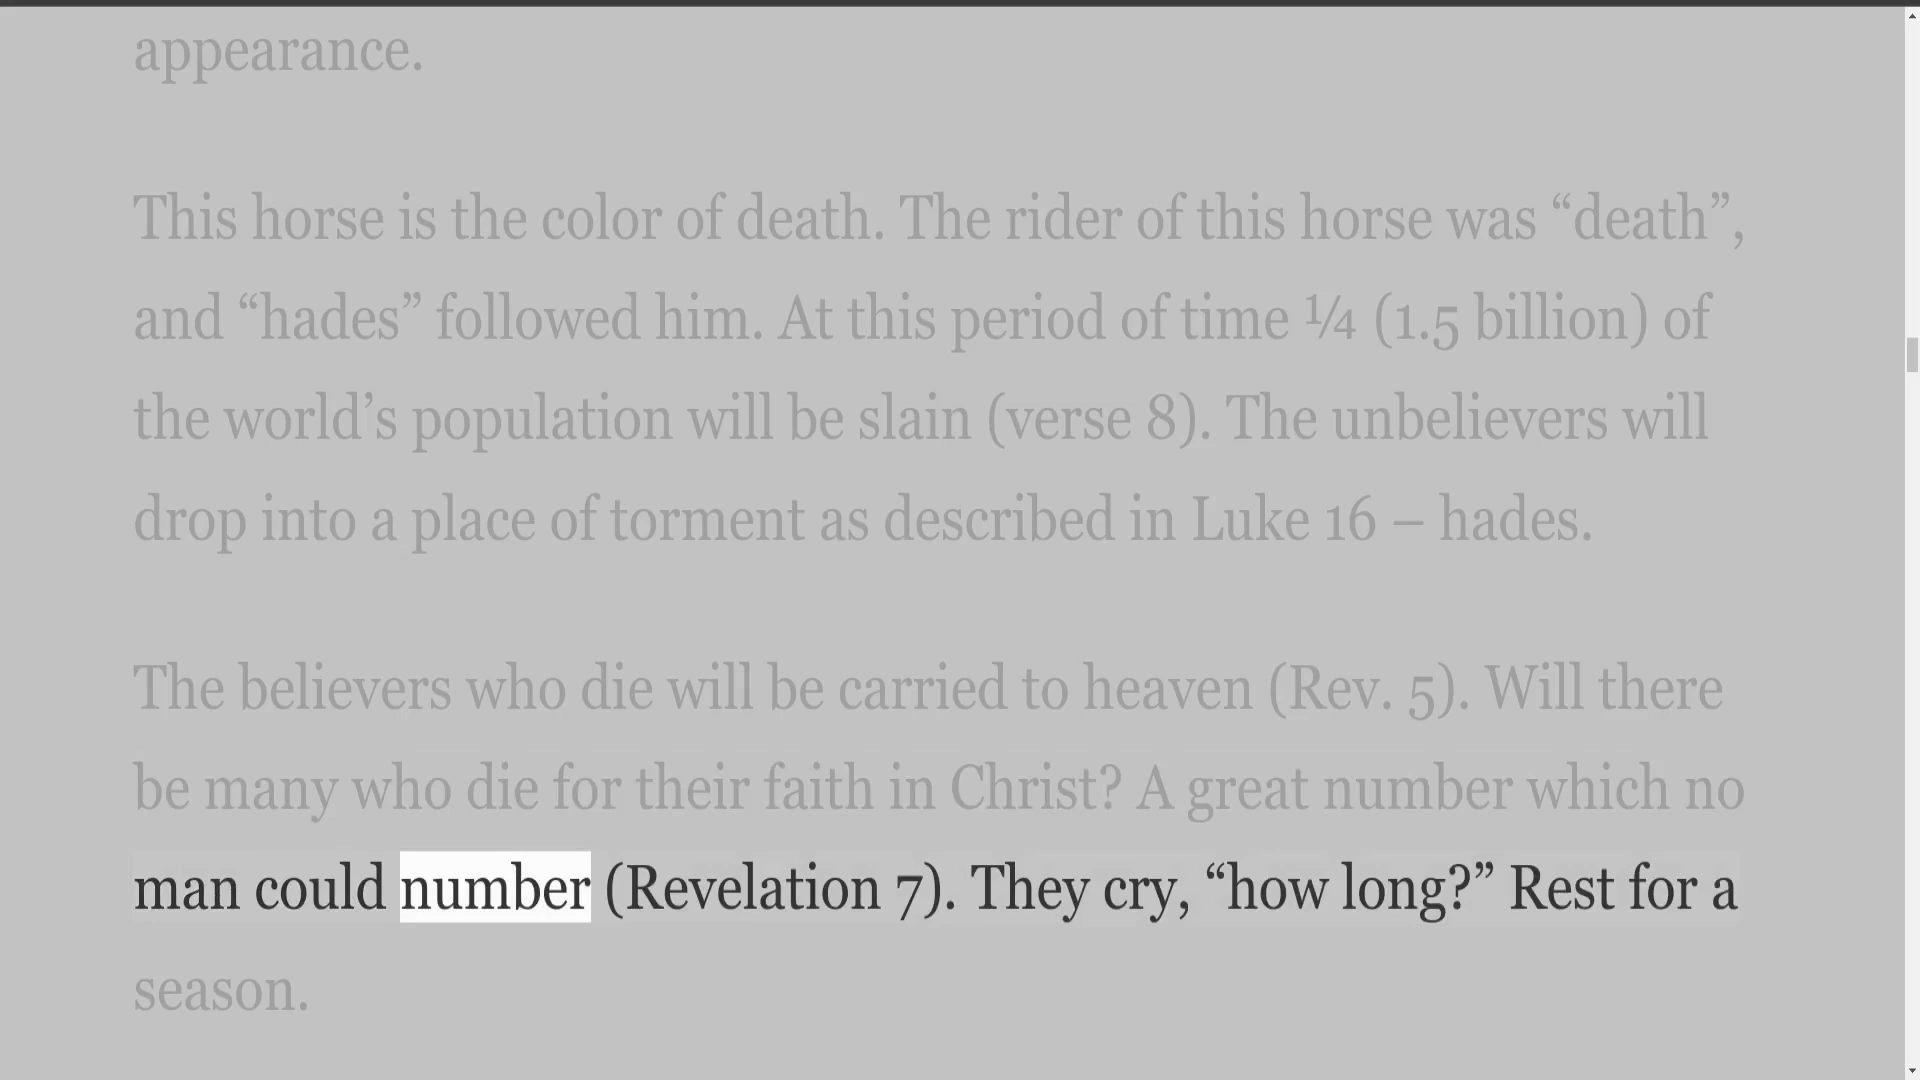 appearance.
This horse is the color of death. The rider of this horse was “death”,
and “hades” followed him. At this period of time ¼ (1.5 billion) of
the world’s population will be slain (verse 8). The unbelievers will
drop into a place of torment as described in Luke 16 – hades.
The believers who die will be carried to heaven (Rev. 5). Will there
be many who die for their faith in Christ? A great number which no
man could number (Revelation 7). They cry, “how long?” Rest for a
season.